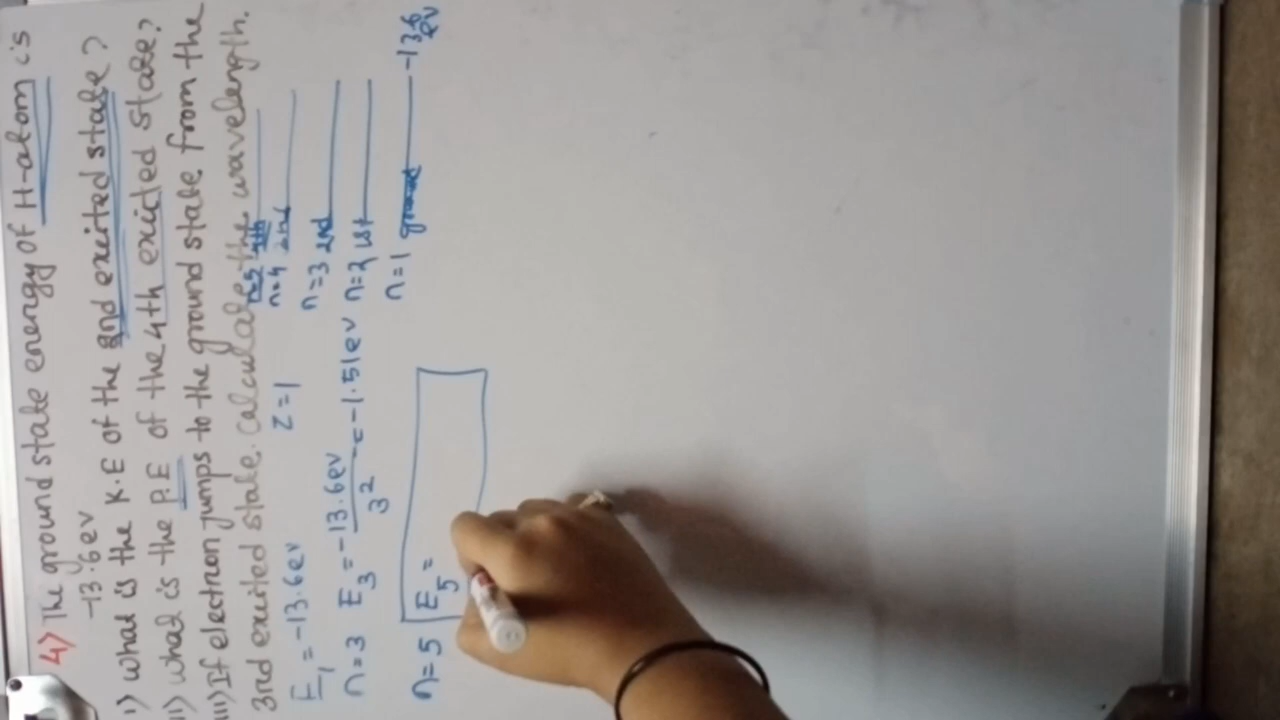 4) The ground state energy of H-atom is
-13.6ev
i) what is the K.E of the 2nd excited state?
ii) what is the P.E of the 4th excited state?
iii) If electron jumps to the ground state from the
3rd excited state. calculate the wavelength.
E1 = -13.6ev Z=1
n=5 4th
n=4
n=3 E3 = -13.6ev/3² = -1.51ev
n=3 2nd
n=2 1st
n=1 ground -13.6 ev
n=5 E5 =